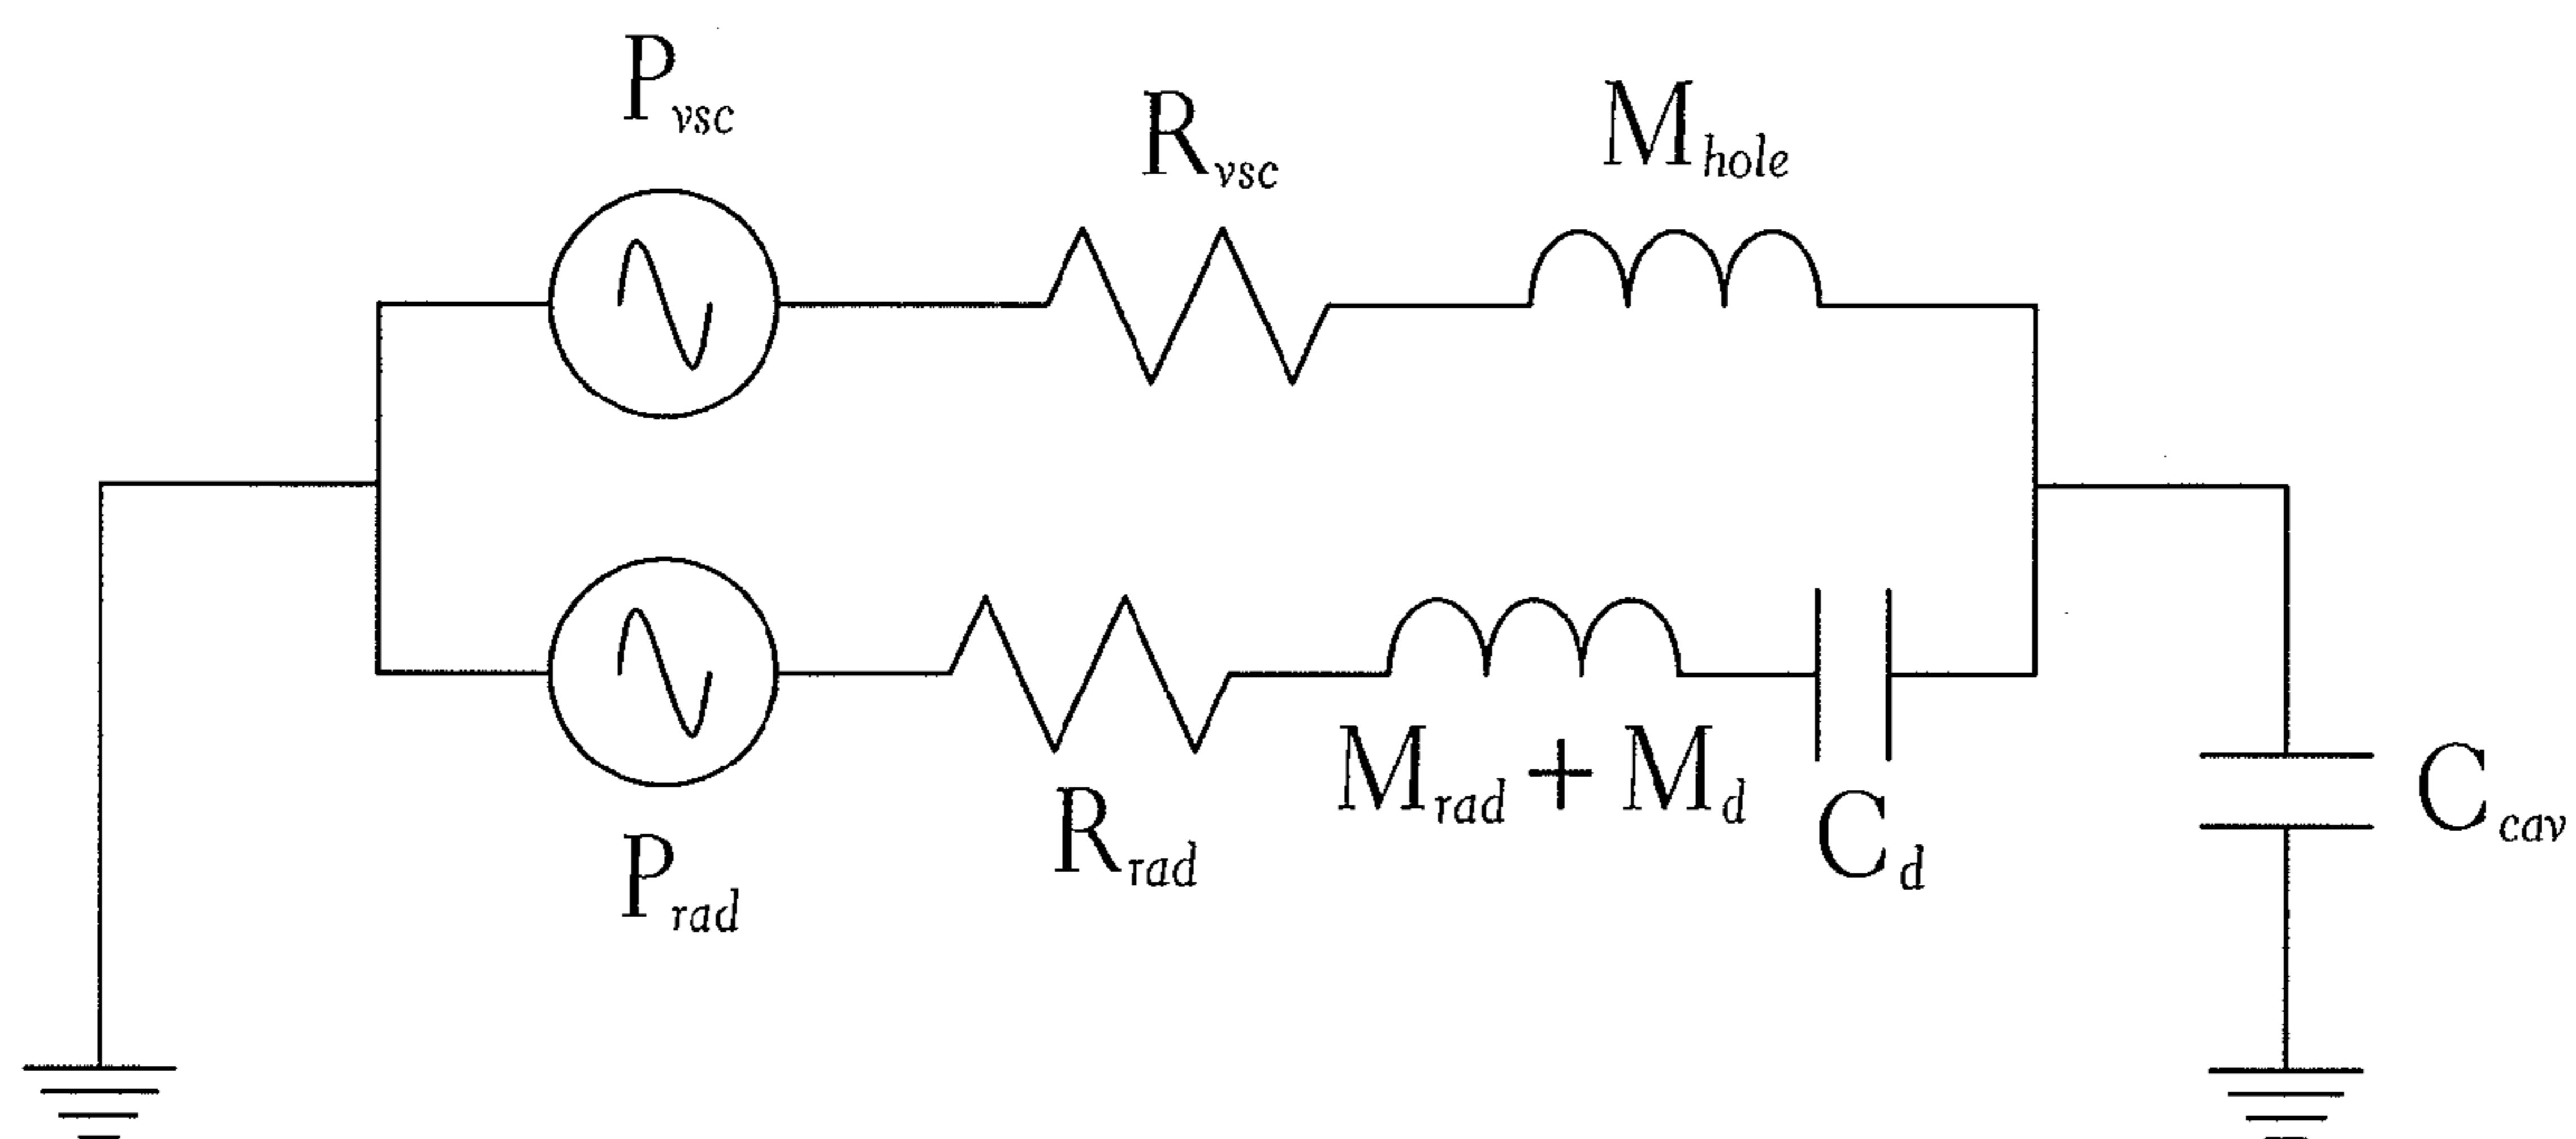 P_vsc
R_vsc
M_hole
P_rad
R_rad
M_rad + M_d
C_d
C_cav